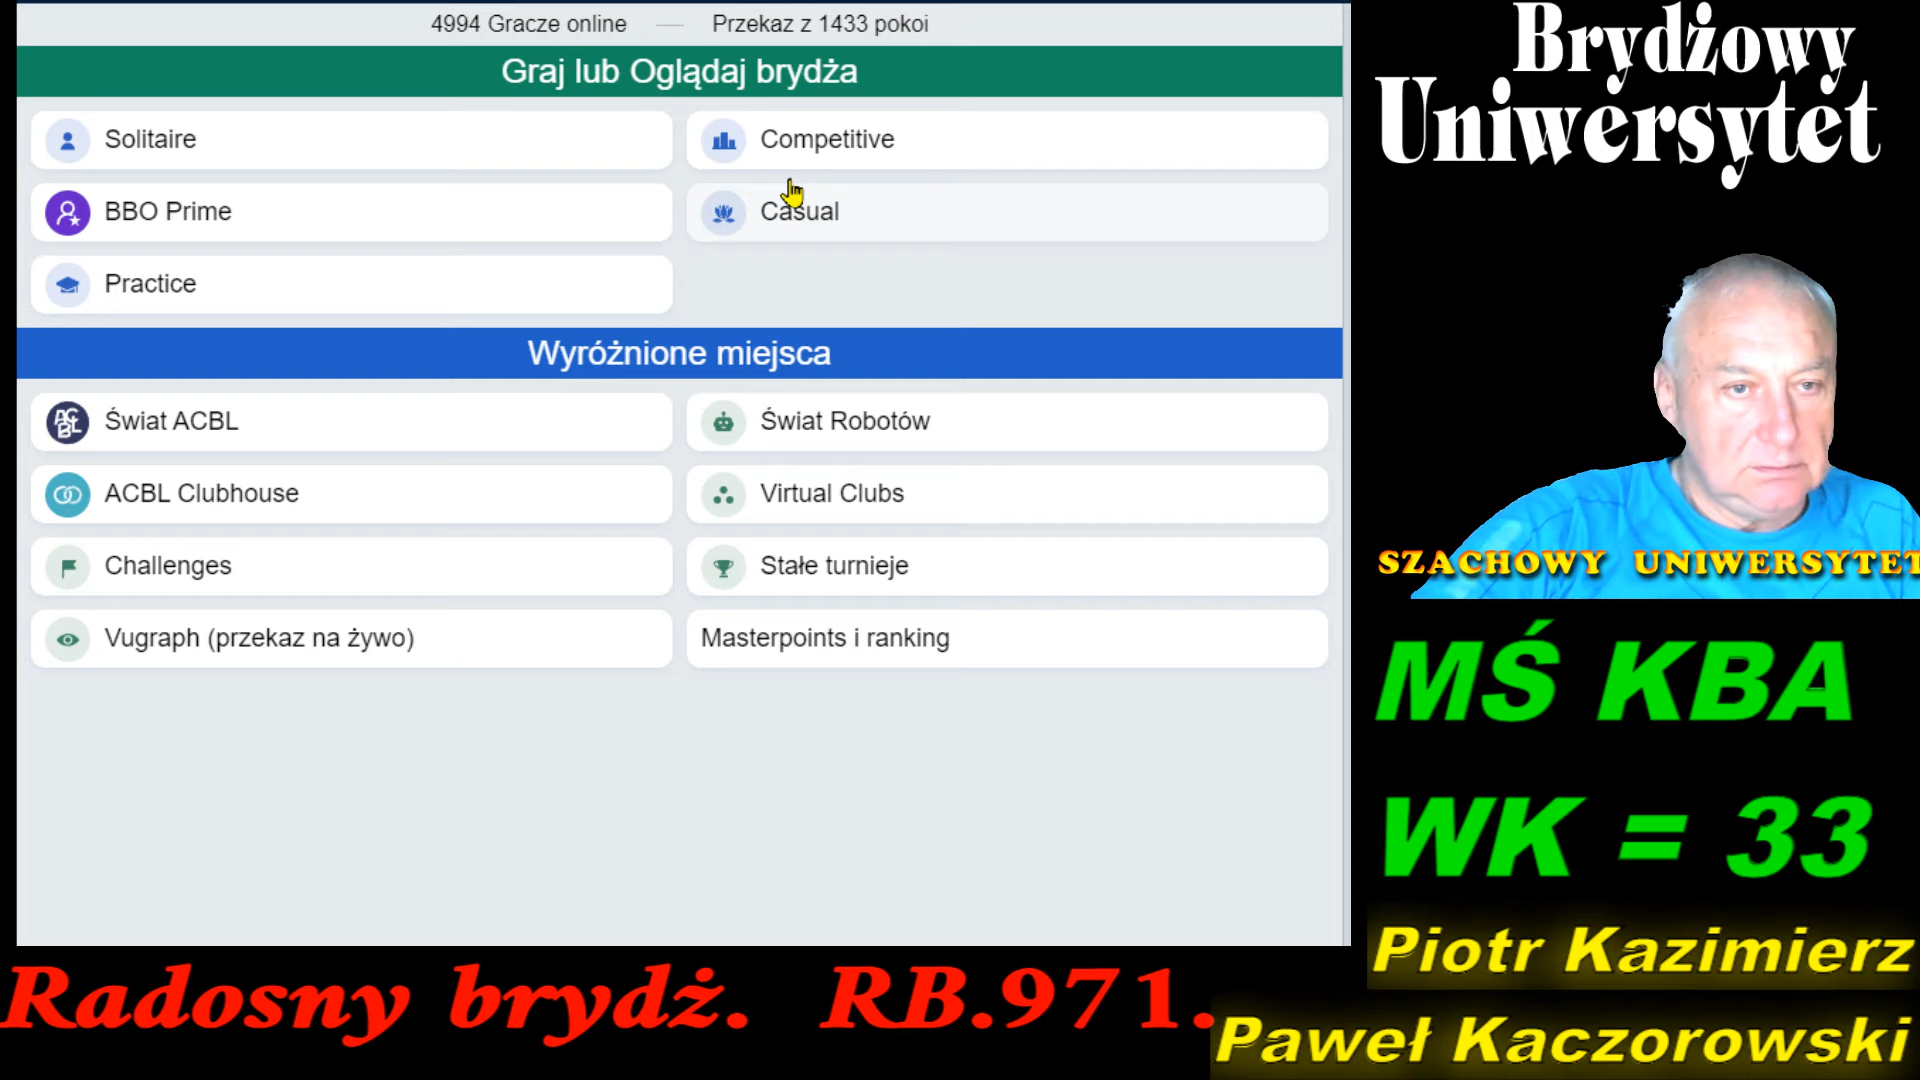 4994 Gracze online — Przekaz z 1433 pokoi
Graj lub Oglądaj brydża
Solitaire
Competitive
BBO Prime
Casual
Practice
Wyróżnione miejsca
ACBL
Świat ACBL
Świat Robotów
ACBL Clubhouse
Virtual Clubs
Challenges
Stałe turnieje
Vugraph (przekaz na żywo)
Masterpoints i ranking
Brydżowy
Uniwersytet
SZACHOWY UNIWERSYTET
MŚ KBA
WK = 33
Piotr Kazimierz
Paweł Kaczorowski
Radosny brydż. RB.971.